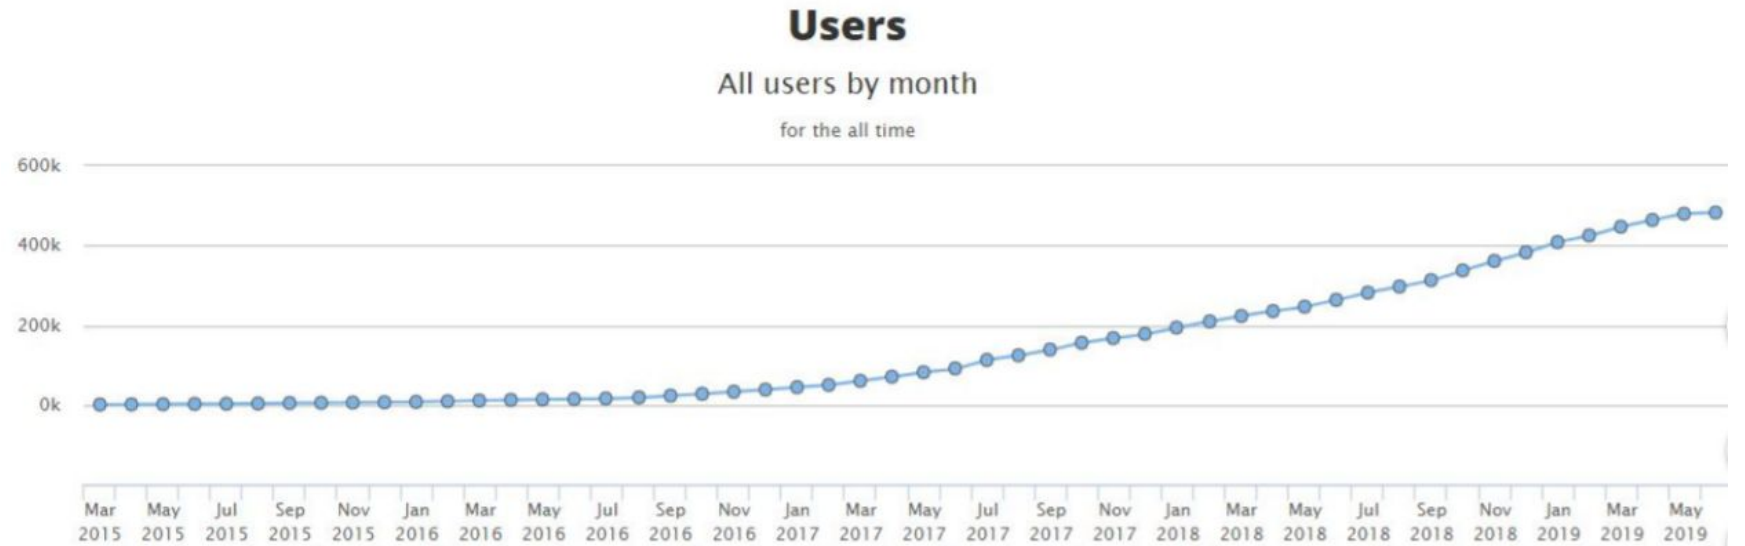 Users
All users by month
for the all time
600k
400k
200k
0k
Mar May Jul Sep Nov Jan Mar May Jul Sep Nov Jan Mar May Jul Sep Nov Jan Mar May Jul Sep Nov Jan Mar May
2015 2015 2015 2015 2015 2016 2016 2016 2016 2016 2016 2017 2017 2017 2017 2017 2017 2018 2018 2018 2018 2018 2018 2019 2019 2019